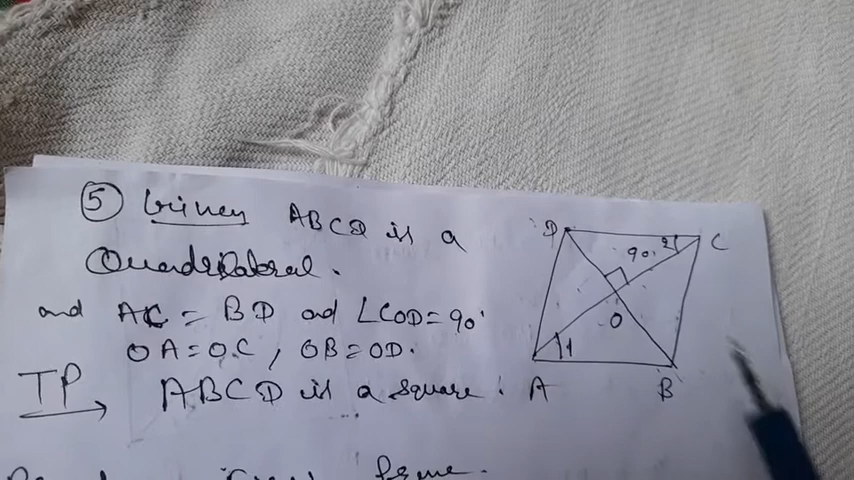 5 Given ABCD is a
Quadrilateral.
and AC = BD and ∠COD = 90°
OA = OC, OB = OD.
TP → ABCD is a square.
D C
90° 2
O
1
A B